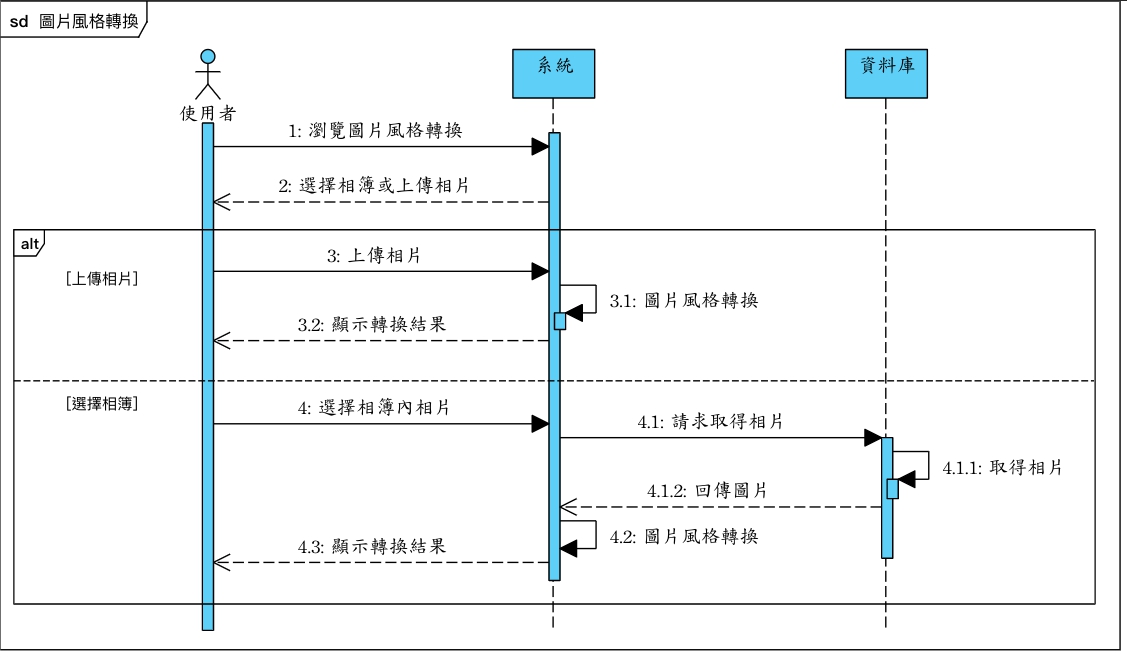 sd 圖片風格轉換
使用者
系統
資料庫
1: 瀏覽圖片風格轉換
2: 選擇相簿或上傳相片
alt
[上傳相片]
3: 上傳相片
3.1: 圖片風格轉換
3.2: 顯示轉換結果
[選擇相簿]
4: 選擇相簿內相片
4.1: 請求取得相片
4.1.1: 取得相片
4.1.2: 回傳圖片
4.2: 圖片風格轉換
4.3: 顯示轉換結果